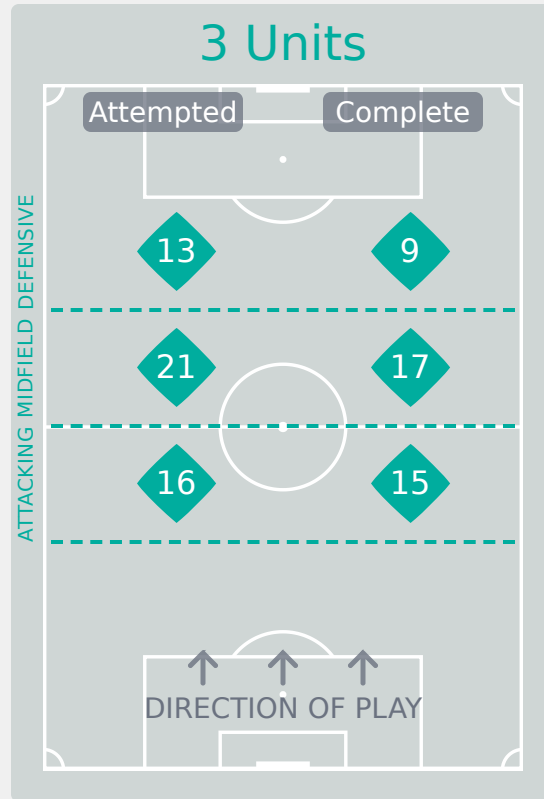 3 Units
Attempted Complete
ATTACKING MIDFIELD DEFENSIVE
13 9
21 17
16 15
DIRECTION OF PLAY